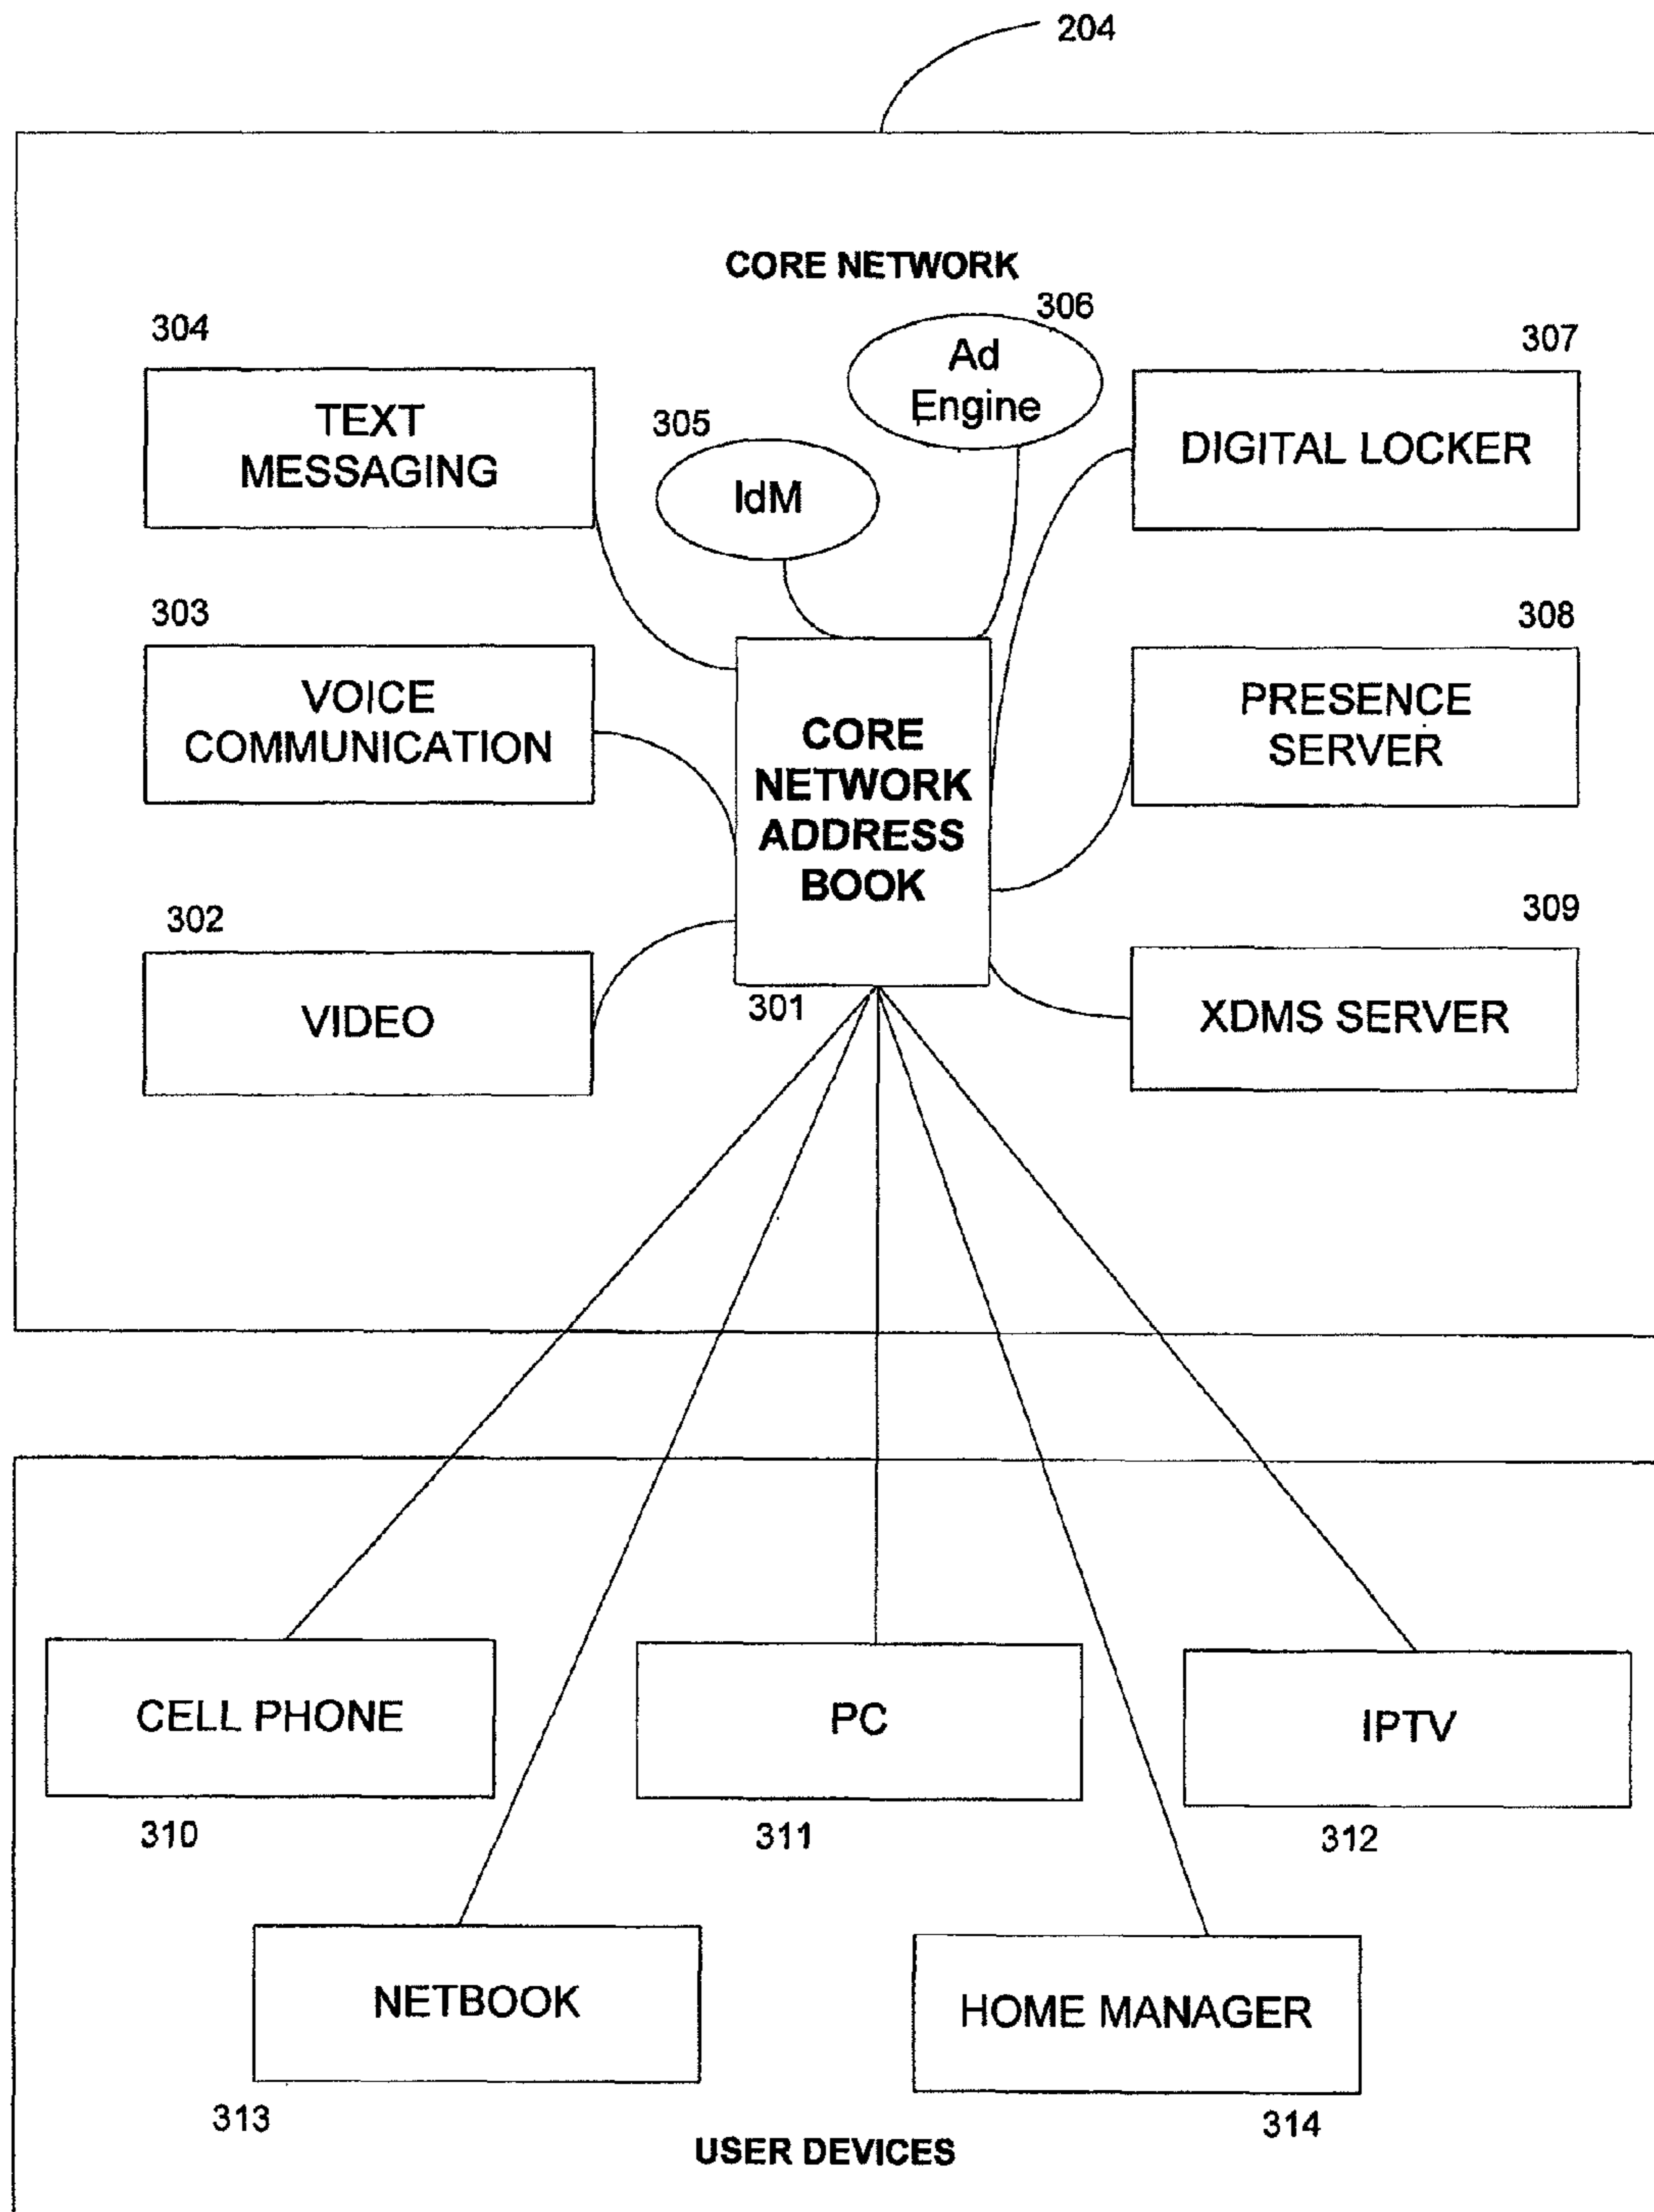 204
CORE NETWORK
304
TEXT
MESSAGING
305
IdM
306
Ad
Engine
307
DIGITAL LOCKER
303
VOICE
COMMUNICATION
308
PRESENCE
SERVER
302
VIDEO
CORE
NETWORK
ADDRESS
BOOK
301
309
XDMS SERVER
CELL PHONE
310
PC
311
IPTV
312
NETBOOK
313
HOME MANAGER
314
USER DEVICES